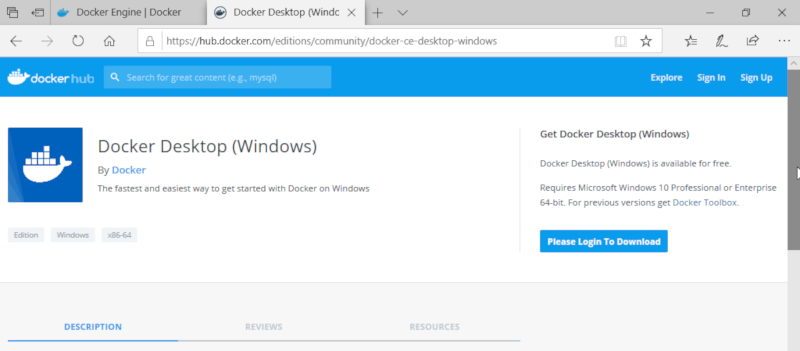 Docker Engine | Docker
Docker Desktop (Windo
https://hub.docker.com/editions/community/docker-ce-desktop-windows
docker hub
Search for great content (e.g., mysql)
Explore
Sign In
Sign Up
Docker Desktop (Windows)
By Docker
The fastest and easiest way to get started with Docker on Windows
Edition
Windows
x86-64
Get Docker Desktop (Windows)
Docker Desktop (Windows) is available for free.
Requires Microsoft Windows 10 Professional or Enterprise
64-bit. For previous versions get Docker Toolbox.
Please Login To Download
DESCRIPTION
REVIEWS
RESOURCES